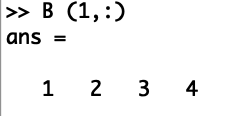 >> B (1,:)
ans =
1 2 3 4